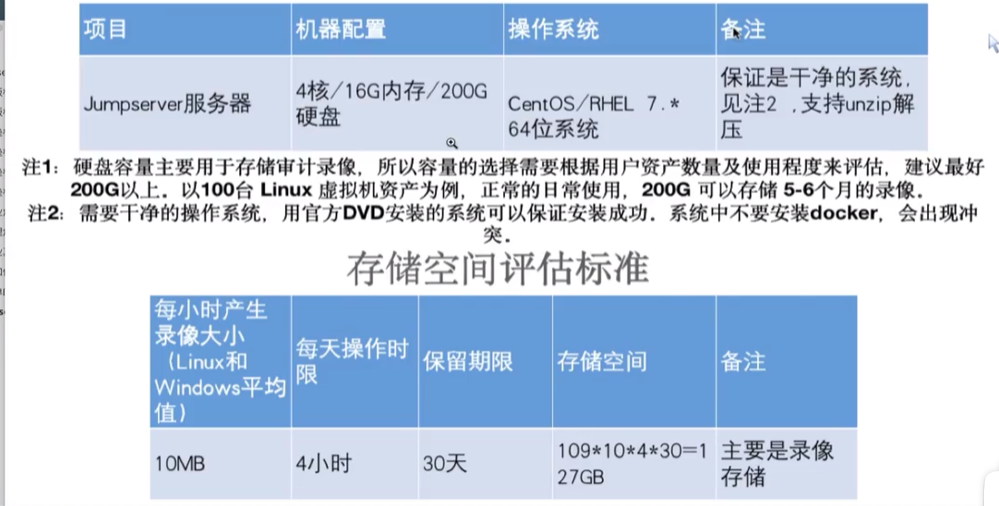 项目 机器配置 操作系统 备注
Jumpserver服务器 4核/16G内存/200G硬盘 CentOS/RHEL 7.* 64位系统 保证是干净的系统，见注2 ,支持unzip解压
注1：硬盘容量主要用于存储审计录像，所以容量的选择需要根据用户资产数量及使用程度来评估，建议最好
200G以上．以100台 Linux 虚拟机资产为例，正常的日常使用，200G 可以存储 5-6个月的录像．
注2：需要干净的操作系统，用官方DVD安装的系统可以保证安装成功．系统中不要安装docker，会出现冲
突．
存储空间评估标准
每小时产生录像大小（Linux和Windows平均值） 每天操作时限 保留期限 存储空间 备注
10MB 4小时 30天 109*10*4*30=127GB 主要是录像存储